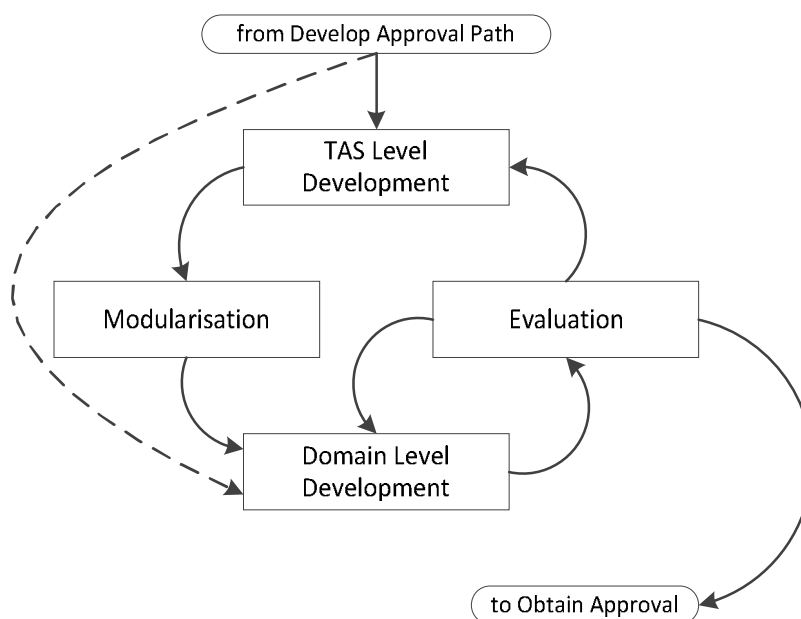 from Develop Approval Path
TAS Level
Development
Modularisation
Evaluation
Domain Level
Development
to Obtain Approval